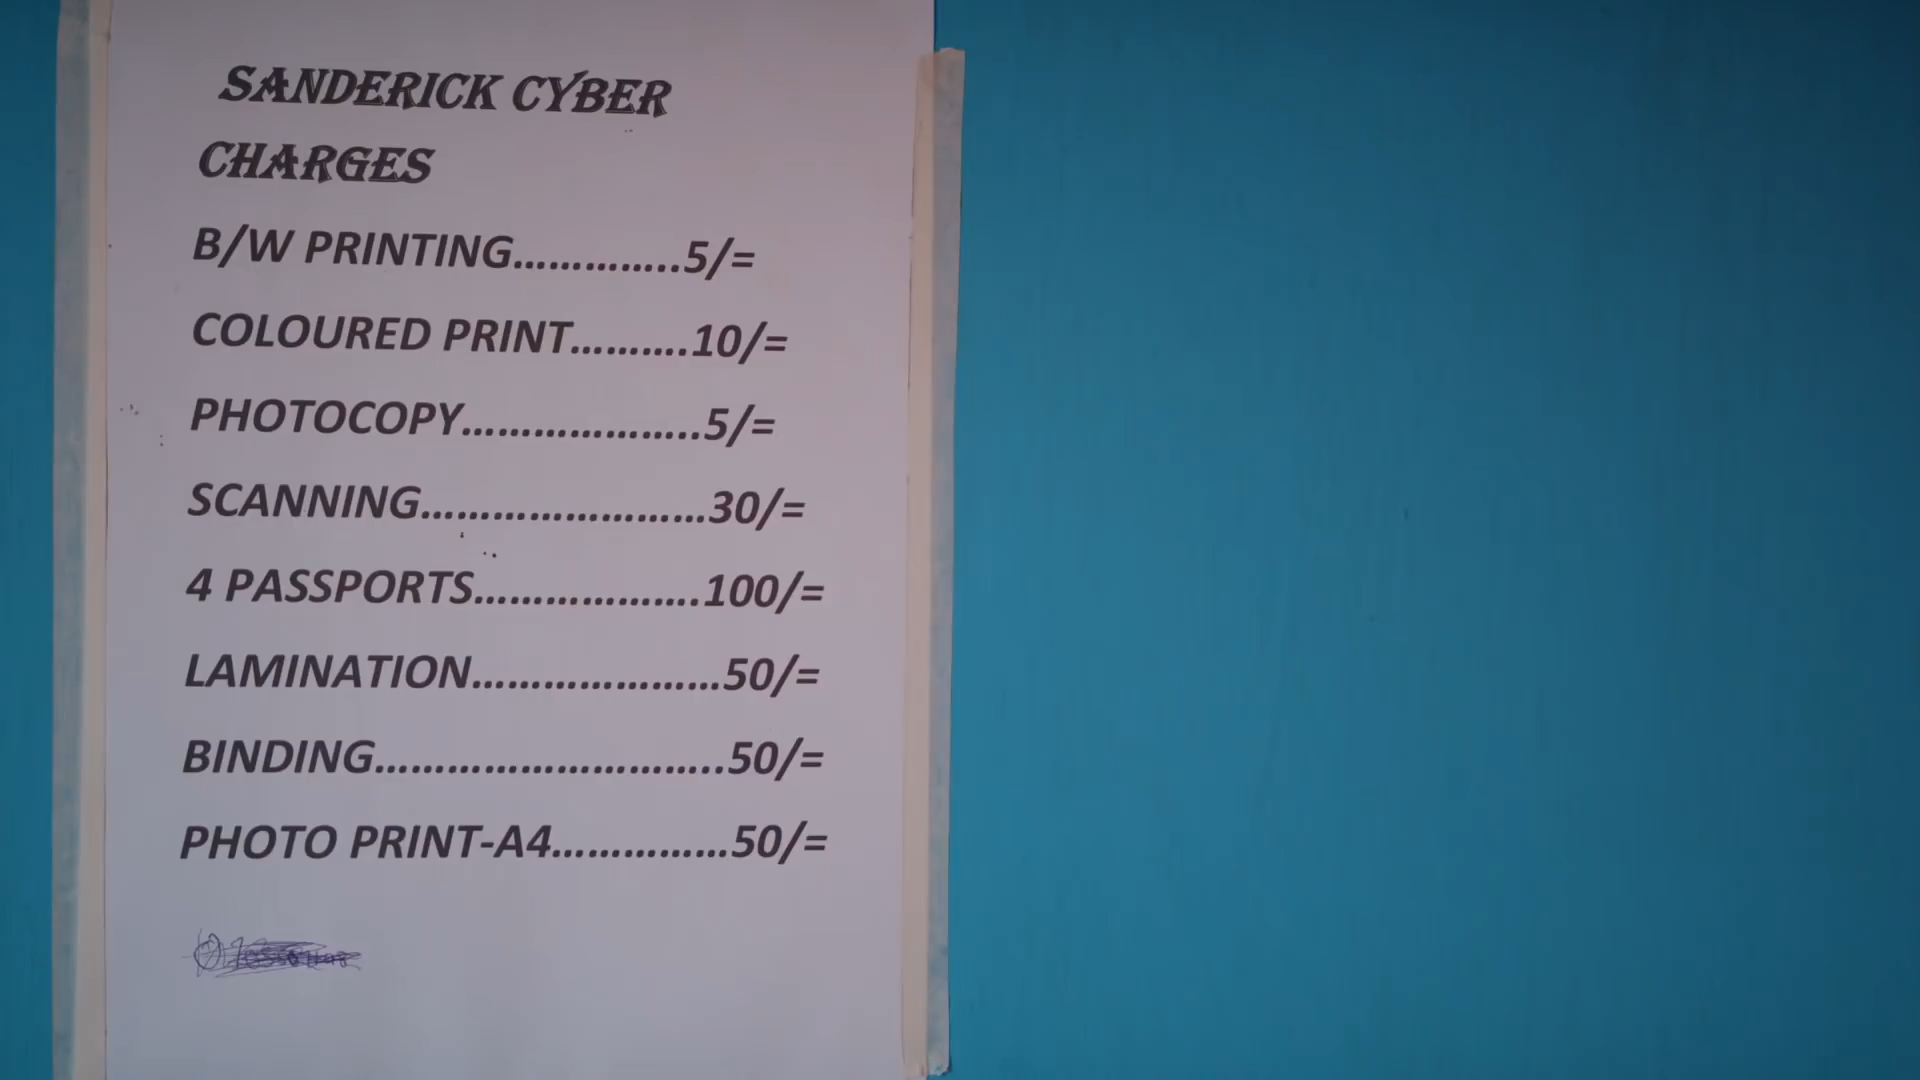 SANDERICK CYBER
CHARGES
B/W PRINTING…………..5/=
COLOURED PRINT……….10/=
PHOTOCOPY………………..5/=
SCANNING……………………30/=
4 PASSPORTS……………….100/=
LAMINATION…………………50/=
BINDING………………………..50/=
PHOTO PRINT-A4……………50/=